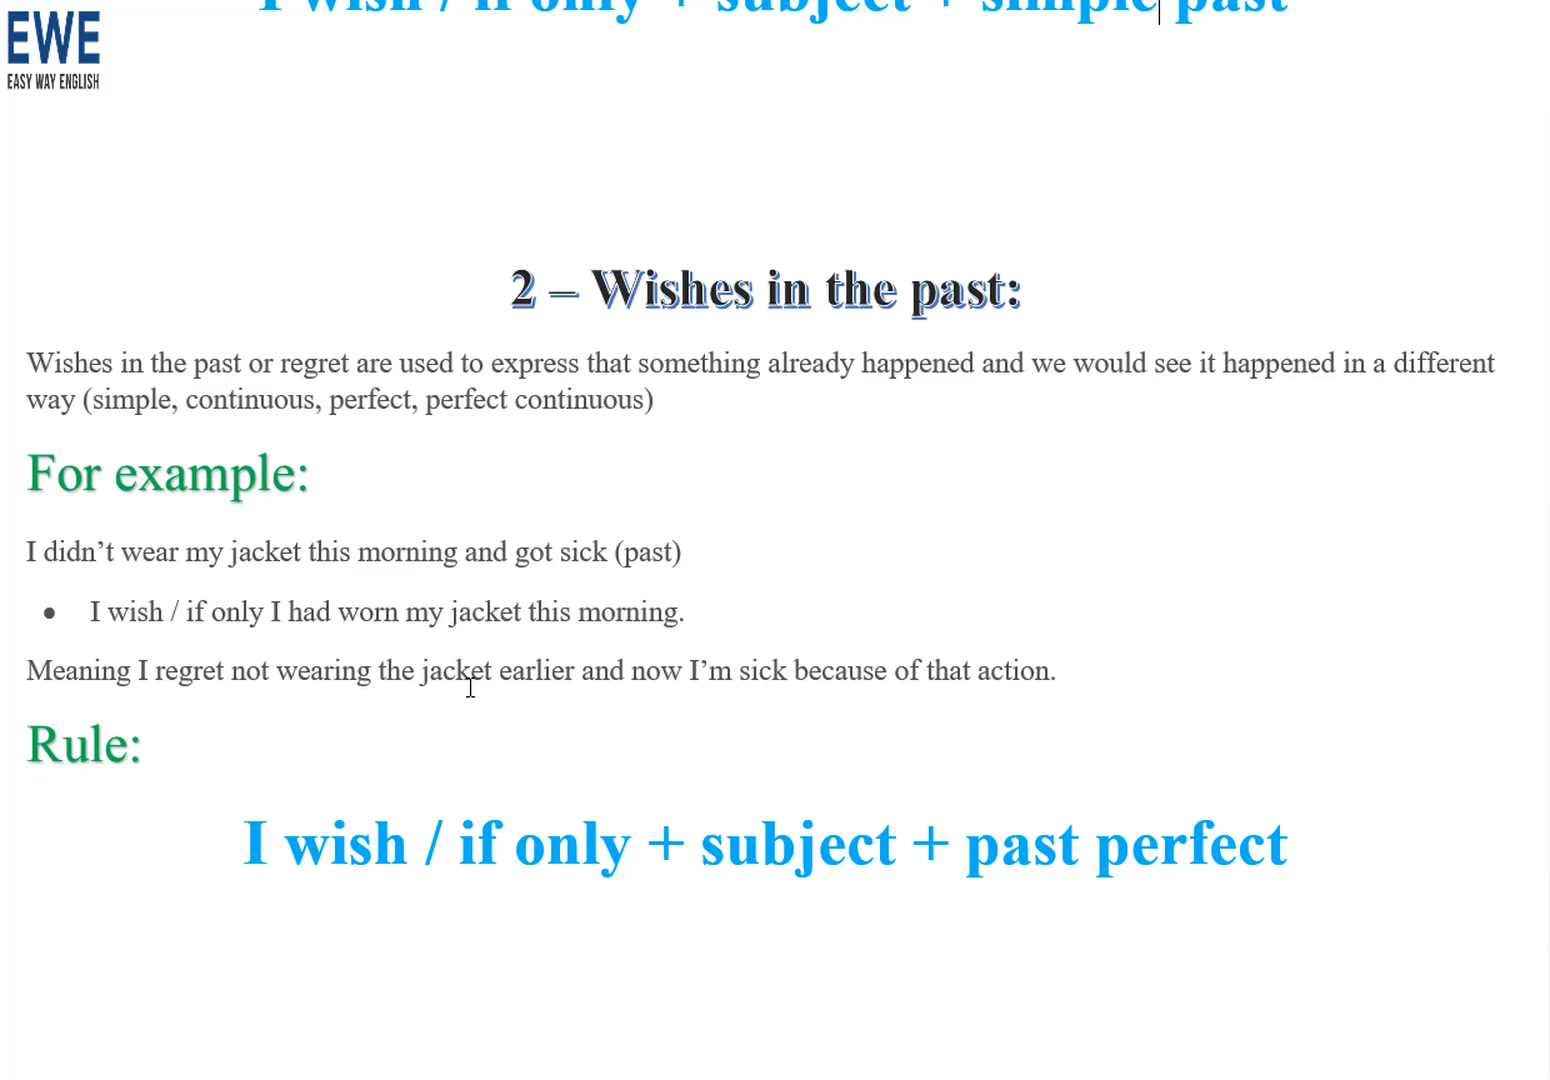 I wish / if only + subject + simple past
EWE
EASY WAY ENGLISH
2 – Wishes in the past:
Wishes in the past or regret are used to express that something already happened and we would see it happened in a different
way (simple, continuous, perfect, perfect continuous)
For example:
I didn’t wear my jacket this morning and got sick (past)
• I wish / if only I had worn my jacket this morning.
Meaning I regret not wearing the jacket earlier and now I’m sick because of that action.
Rule:
I wish / if only + subject + past perfect